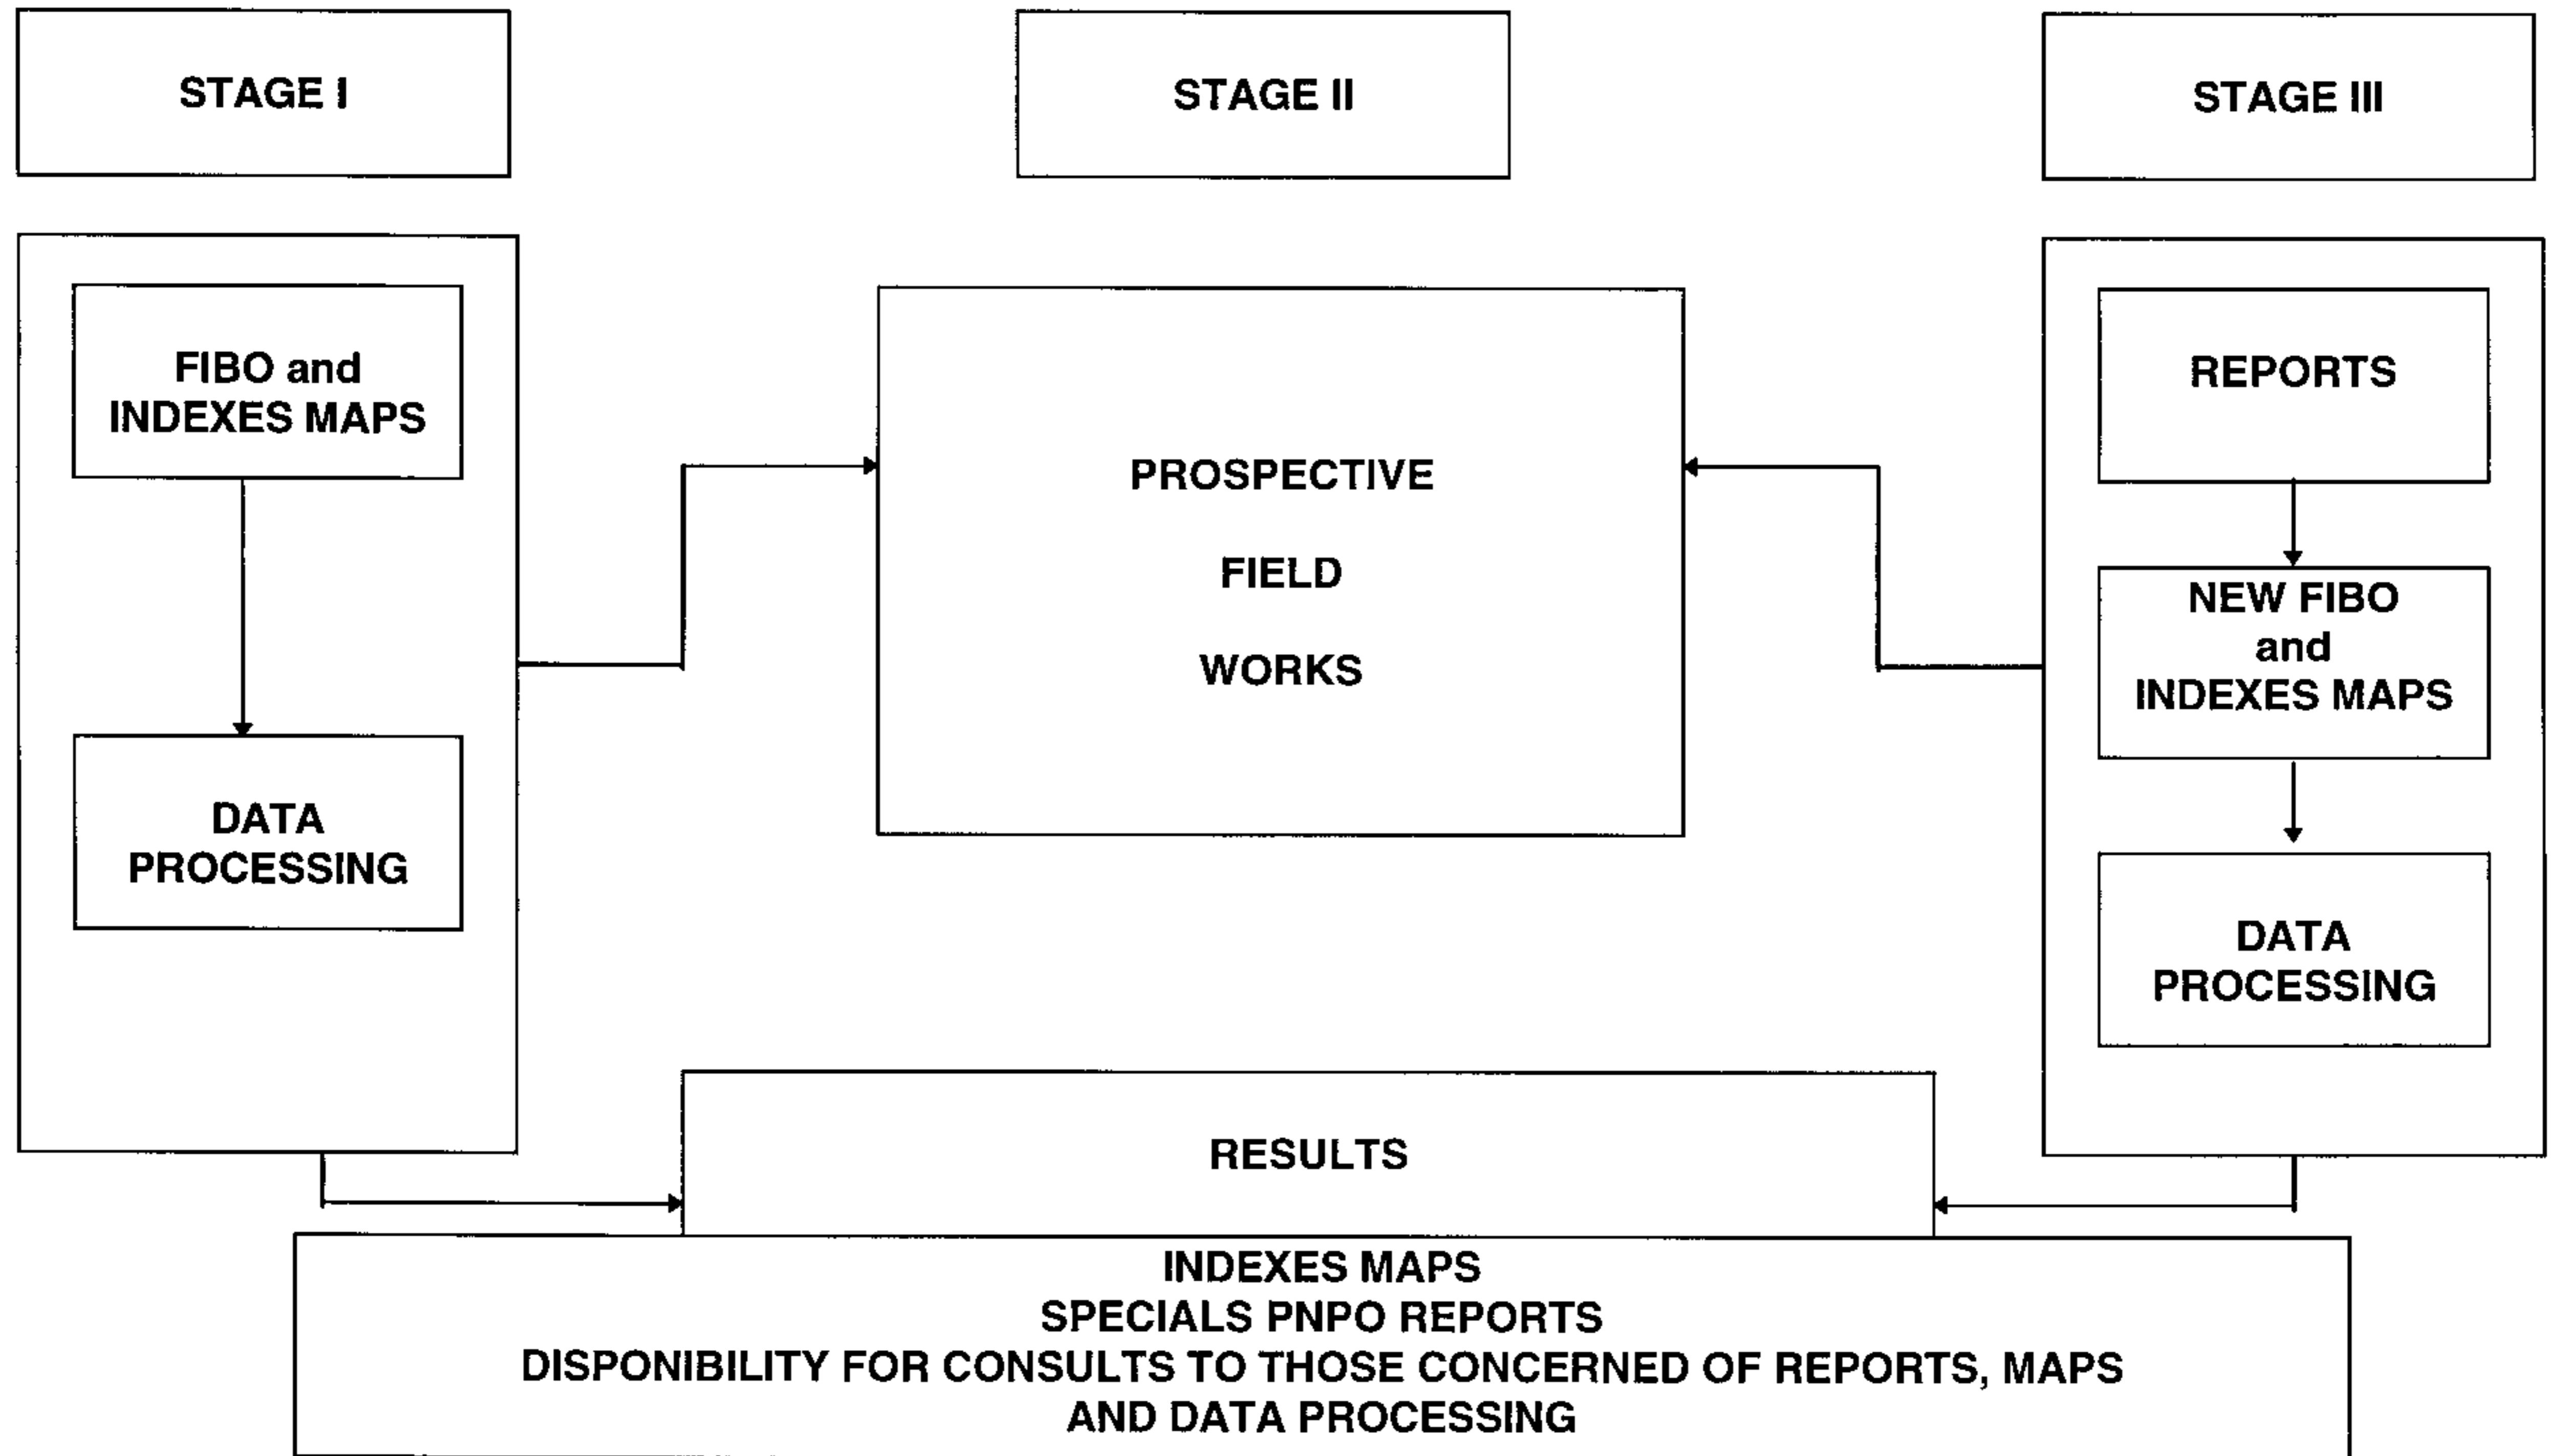 STAGE I
STAGE II
STAGE III
FIBO and
INDEXES MAPS
DATA
PROCESSING
PROSPECTIVE
FIELD
WORKS
REPORTS
NEW FIBO
and
INDEXES MAPS
DATA
PROCESSING
RESULTS
INDEXES MAPS
SPECIALS PNPO REPORTS
DISPONIBILITY FOR CONSULTS TO THOSE CONCERNED OF REPORTS, MAPS
AND DATA PROCESSING